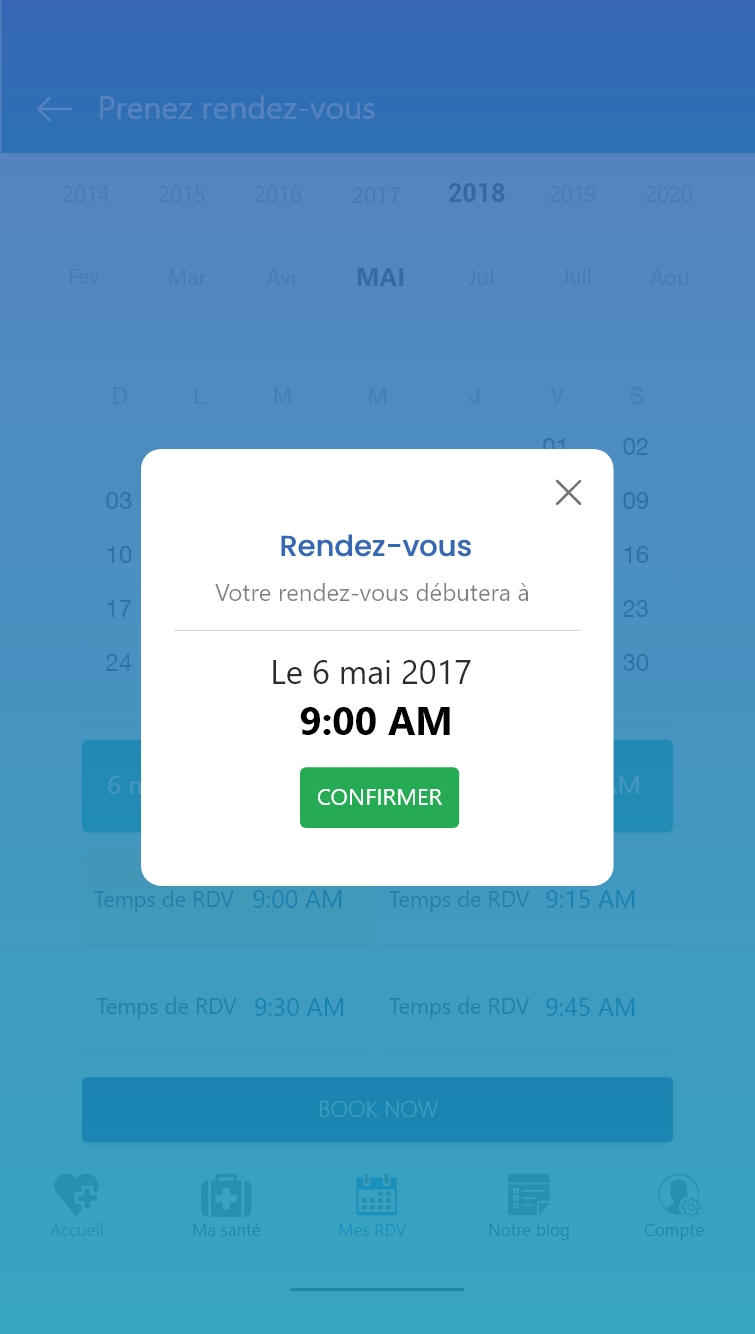 Prenez rendez-vous
2014 2015 2016 2017 2018 2019 2020
Fev Mar Avr MAI Jul Jull Aou
D L M M J V S
01 02
03 09
10 16
17 23
24 30
Rendez-vous
Votre rendez-vous débutera à
Le 6 mai 2017
9:00 AM
CONFIRMER
6 AM
Temps de RDV 9:00 AM Temps de RDV 9:15 AM
Temps de RDV 9:30 AM Temps de RDV 9:45 AM
BOOK NOW
Accueil Ma santé Mes RDV Notre blog Compte